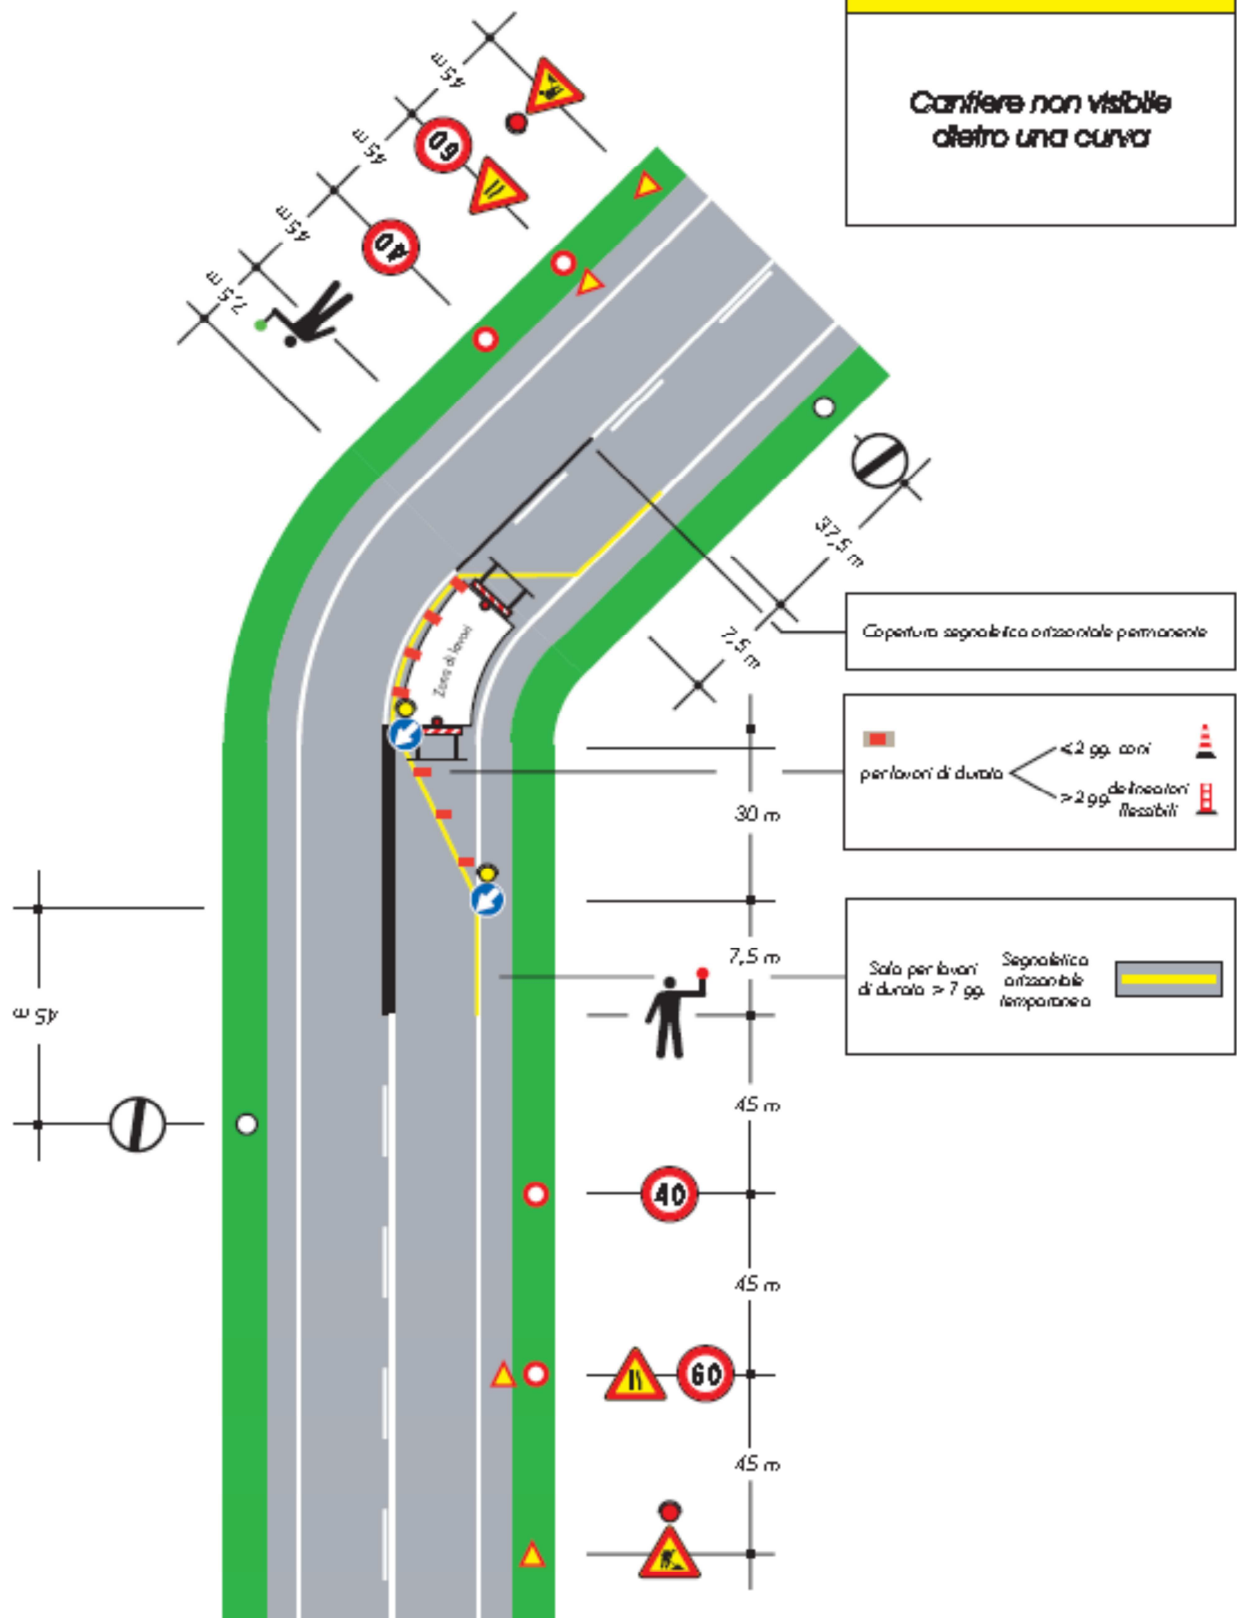 Cantiere non visibile
dietro una curva
45 m
45 m
60
45 m
40
7,5 m
37,5 m
Copertura segnaletica orizzontale permanente
7,5 m
Zona di lavori
per lavori di durata
< 2 gg. coni
> 2 gg. delineatori
flessibili
30 m
7,5 m
Solo per lavori
di durata > 7 gg.
Segnaletica
orizzontale
temporanea
45 m
45 m
40
45 m
60
45 m